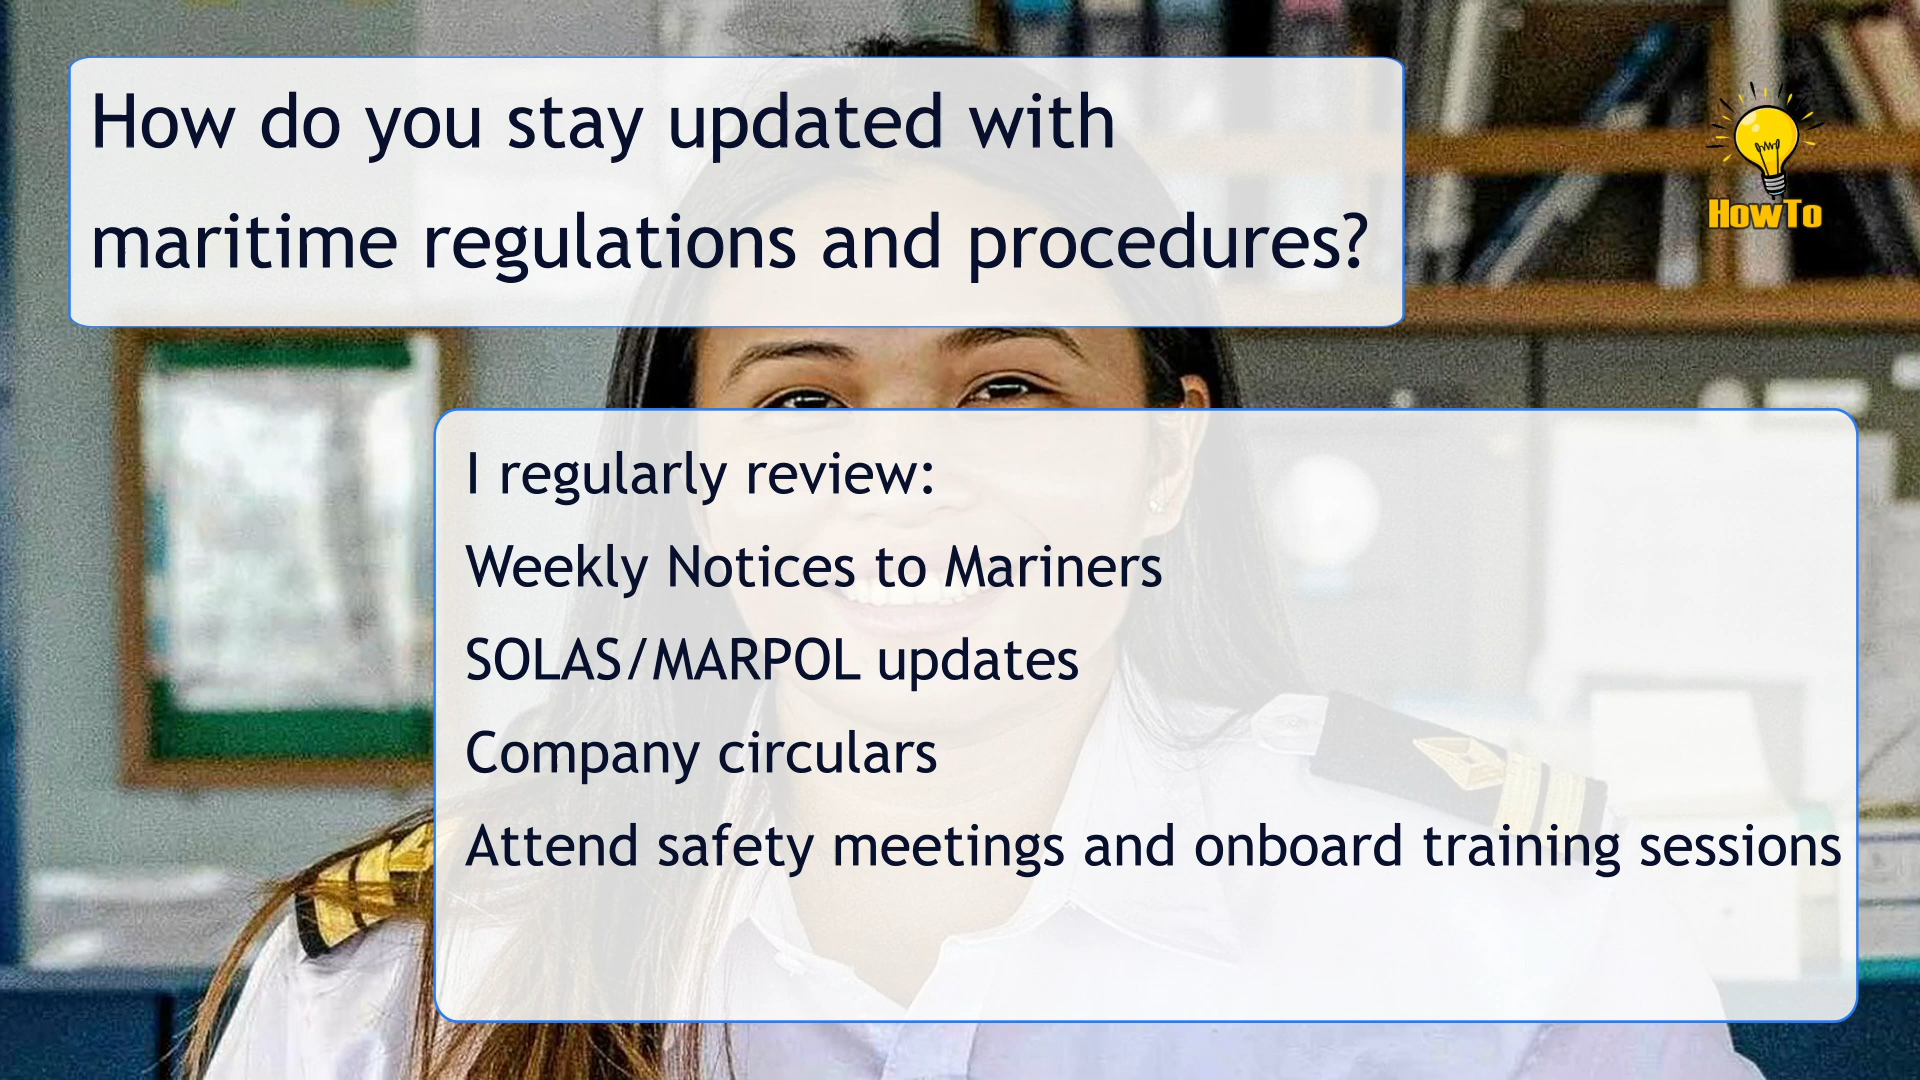 How do you stay updated with
maritime regulations and procedures?
HowTo
I regularly review:
Weekly Notices to Mariners
SOLAS/MARPOL updates
Company circulars
Attend safety meetings and onboard training sessions